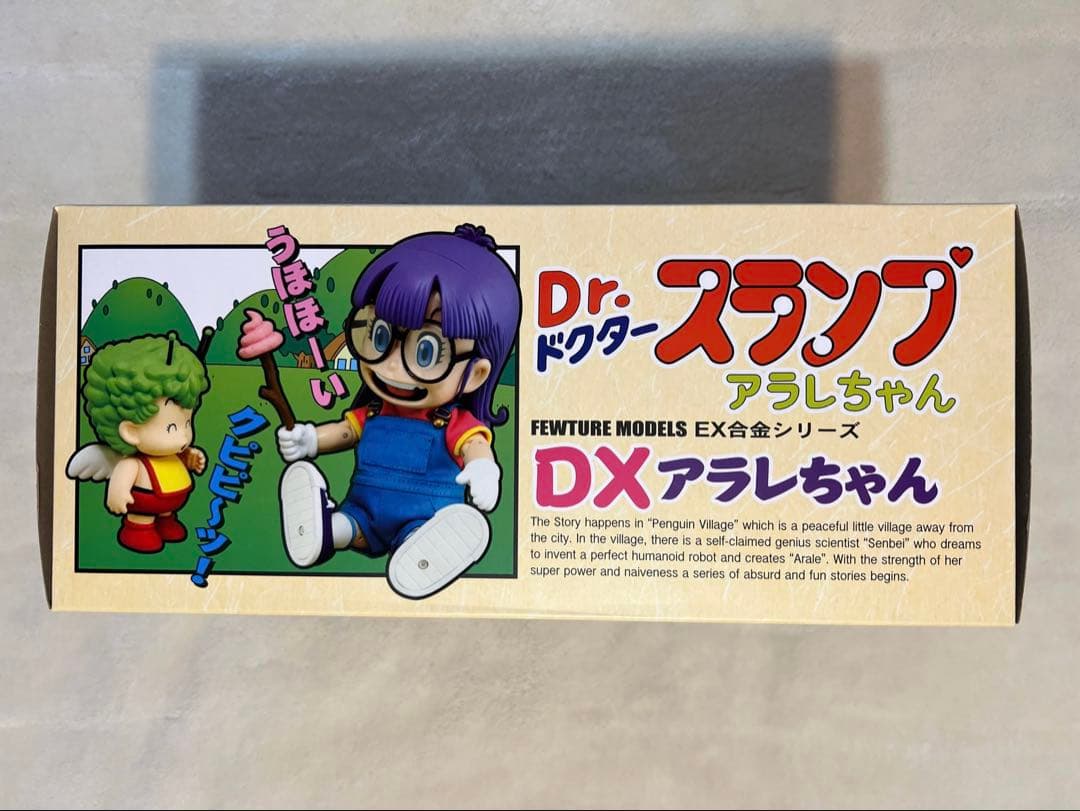 うほほーい
クピピ〜ッ!
Dr.
ドクター
スランプ
アラレちゃん
FEWTURE MODELS EX合金シリーズ
DXアラレちゃん
The Story happens in "Penguin Village" which is a peaceful little village away from
the city. In the village, there is a self-claimed genius scientist "Senbei" who dreams
to invent a perfect humanoid robot and creates "Arale". With the strength of her
super power and naiveness a series of absurd and fun stories begins.